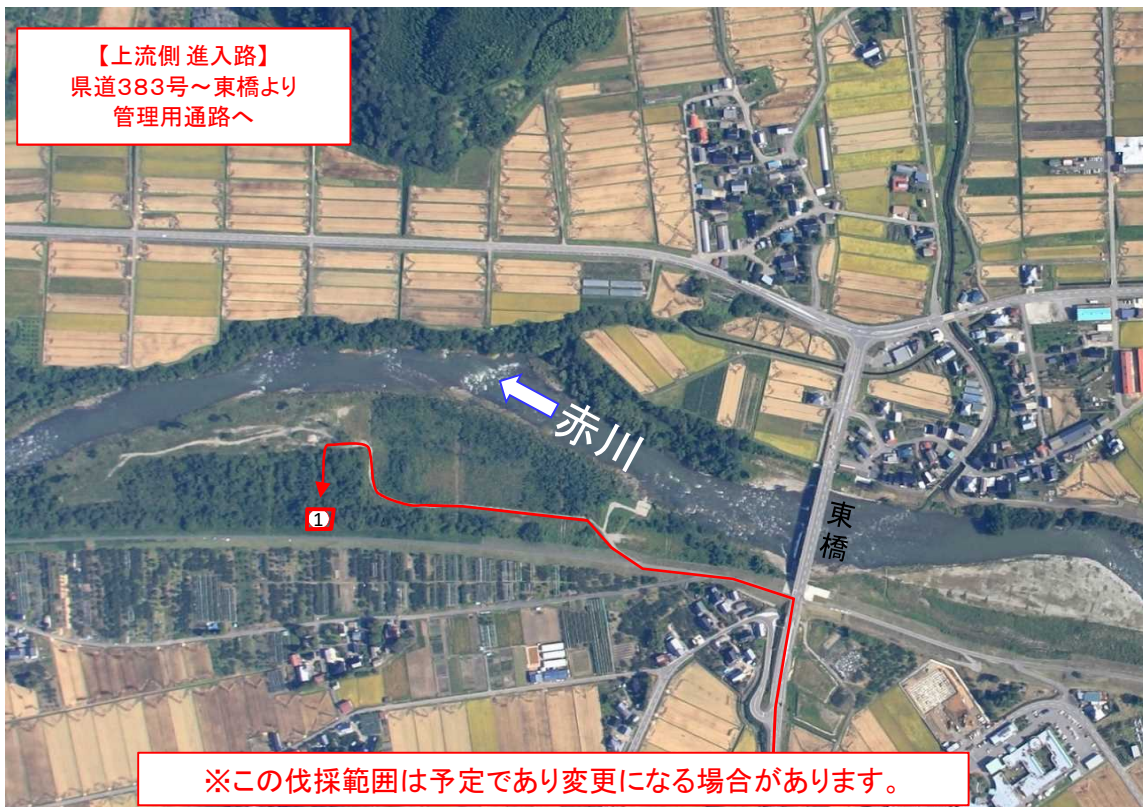 【上流側 進入路】
県道383号～東橋より
管理用通路へ
赤川
東橋
①
※この伐採範囲は予定であり変更になる場合があります。